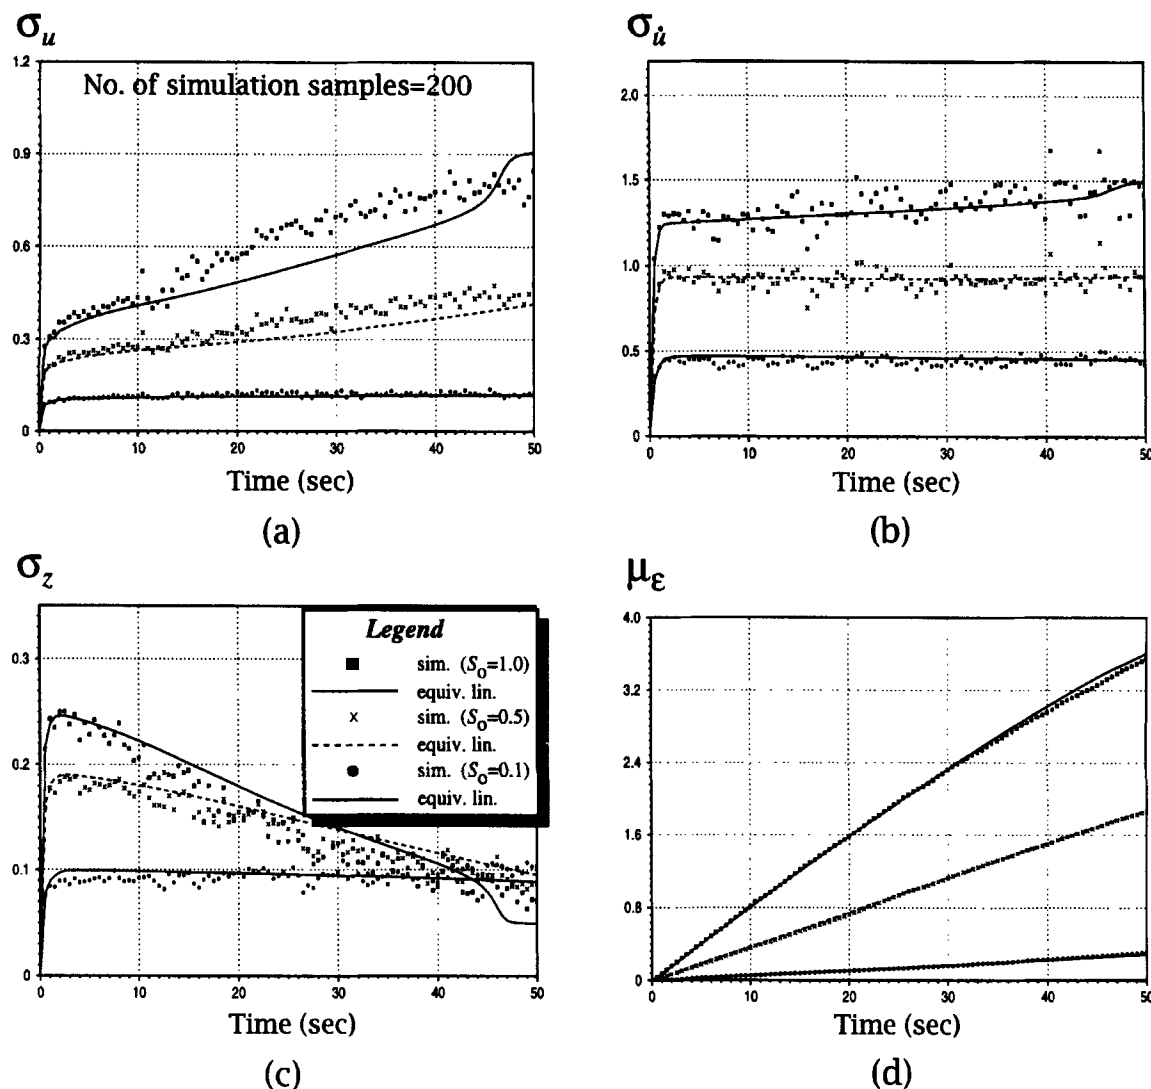 σu
1.2
0.9
0.6
0.3
0
No. of simulation samples=200
0 10 20 30 40 50
Time (sec)
(a)
σu̇
2.0
1.5
1.0
0.5
0
0 10 20 30 40 50
Time (sec)
(b)
σz
0.3
0.2
0.1
0
Legend
sim. (So=1.0)
equiv. lin.
sim. (So=0.5)
equiv. lin.
sim. (So=0.1)
equiv. lin.
0 10 20 30 40 50
Time (sec)
(c)
με
4.0
3.2
2.4
1.6
0.8
0
0 10 20 30 40 50
Time (sec)
(d)